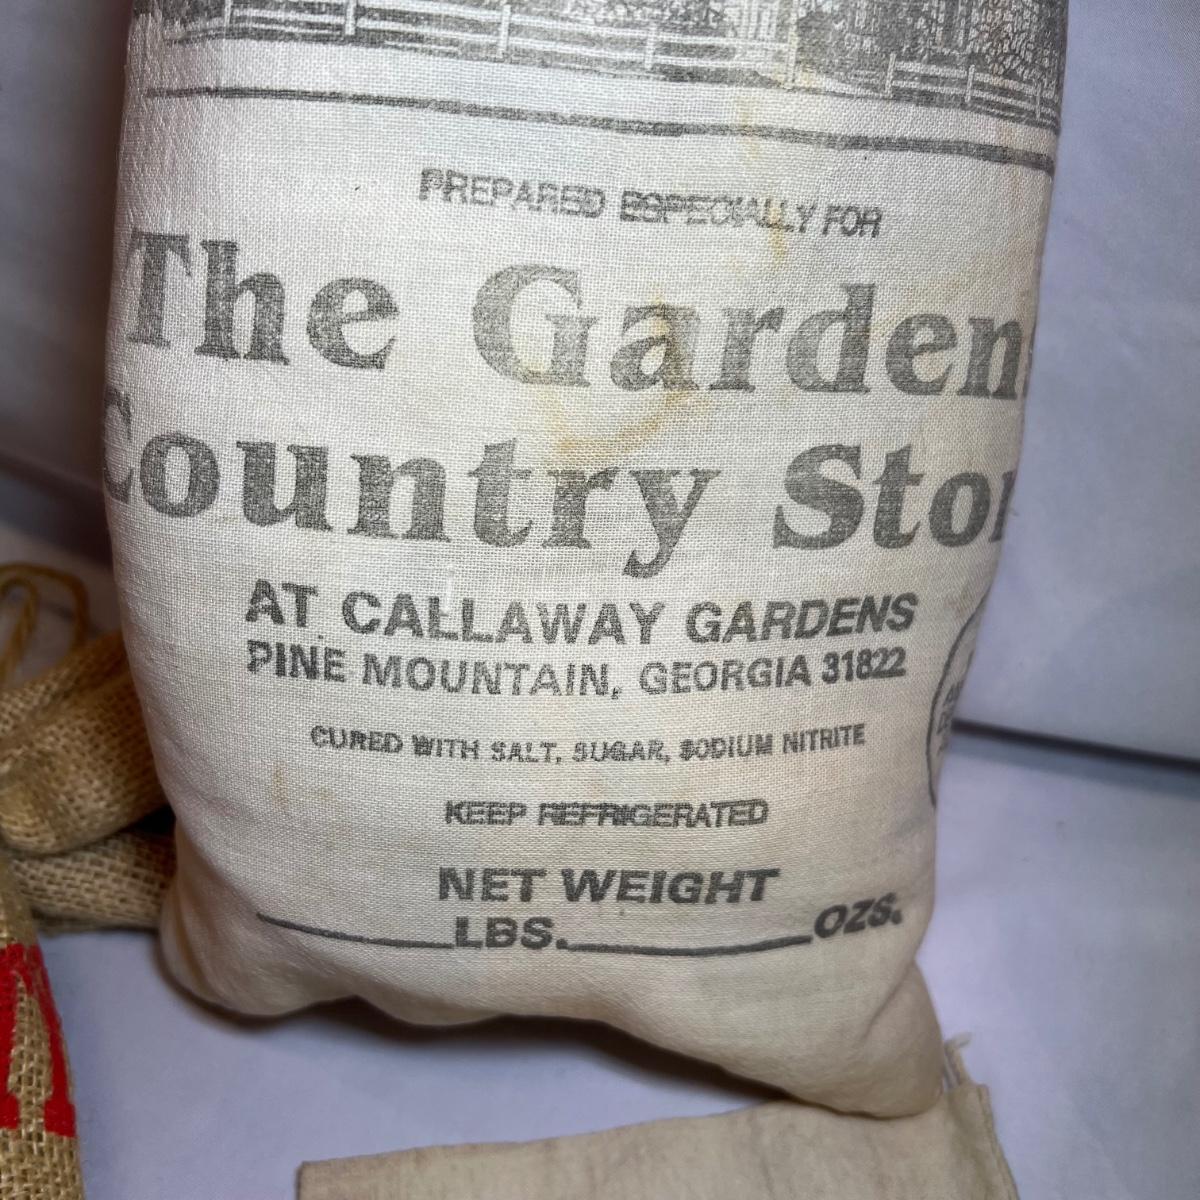 PREPARED ESPECIALLY FOR
The Gardens
Country Stor
AT CALLAWAY GARDENS
PINE MOUNTAIN, GEORGIA 31822
CURED WITH SALT, SUGAR, SODIUM NITRITE
KEEP REFRIGERATED
NET WEIGHT
LBS. OZS.